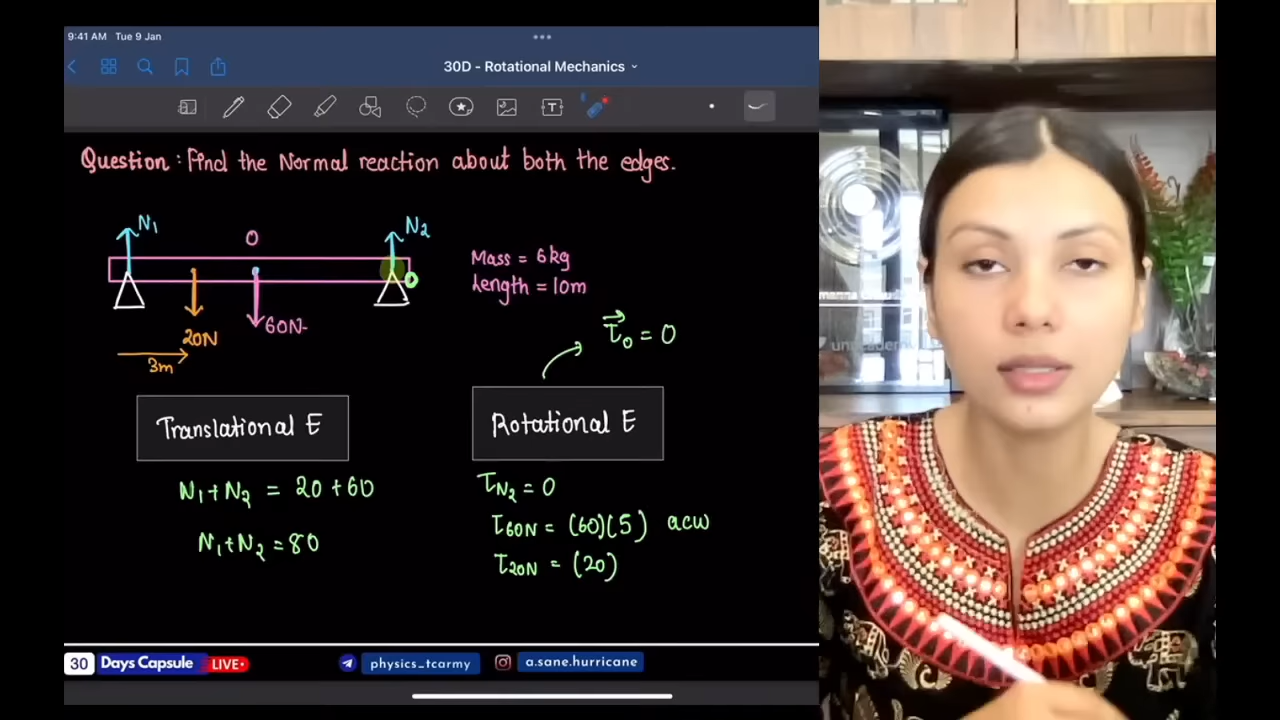 9:41 AM Tue 9 Jan
30D - Rotational Mechanics
Question: Find the Normal reaction about both the edges.
N1
O
N2
Mass = 6kg
Length = 10m
O
20N
60N
3m
τo = 0
Translational E
Rotational E
N1+N2 = 20+60
N1+N2 = 80
τN2 = 0
τ60N = (60)(5) acw
τ20N = (20)
30 Days Capsule LIVE
physics_tcarmy
a.sane.hurricane